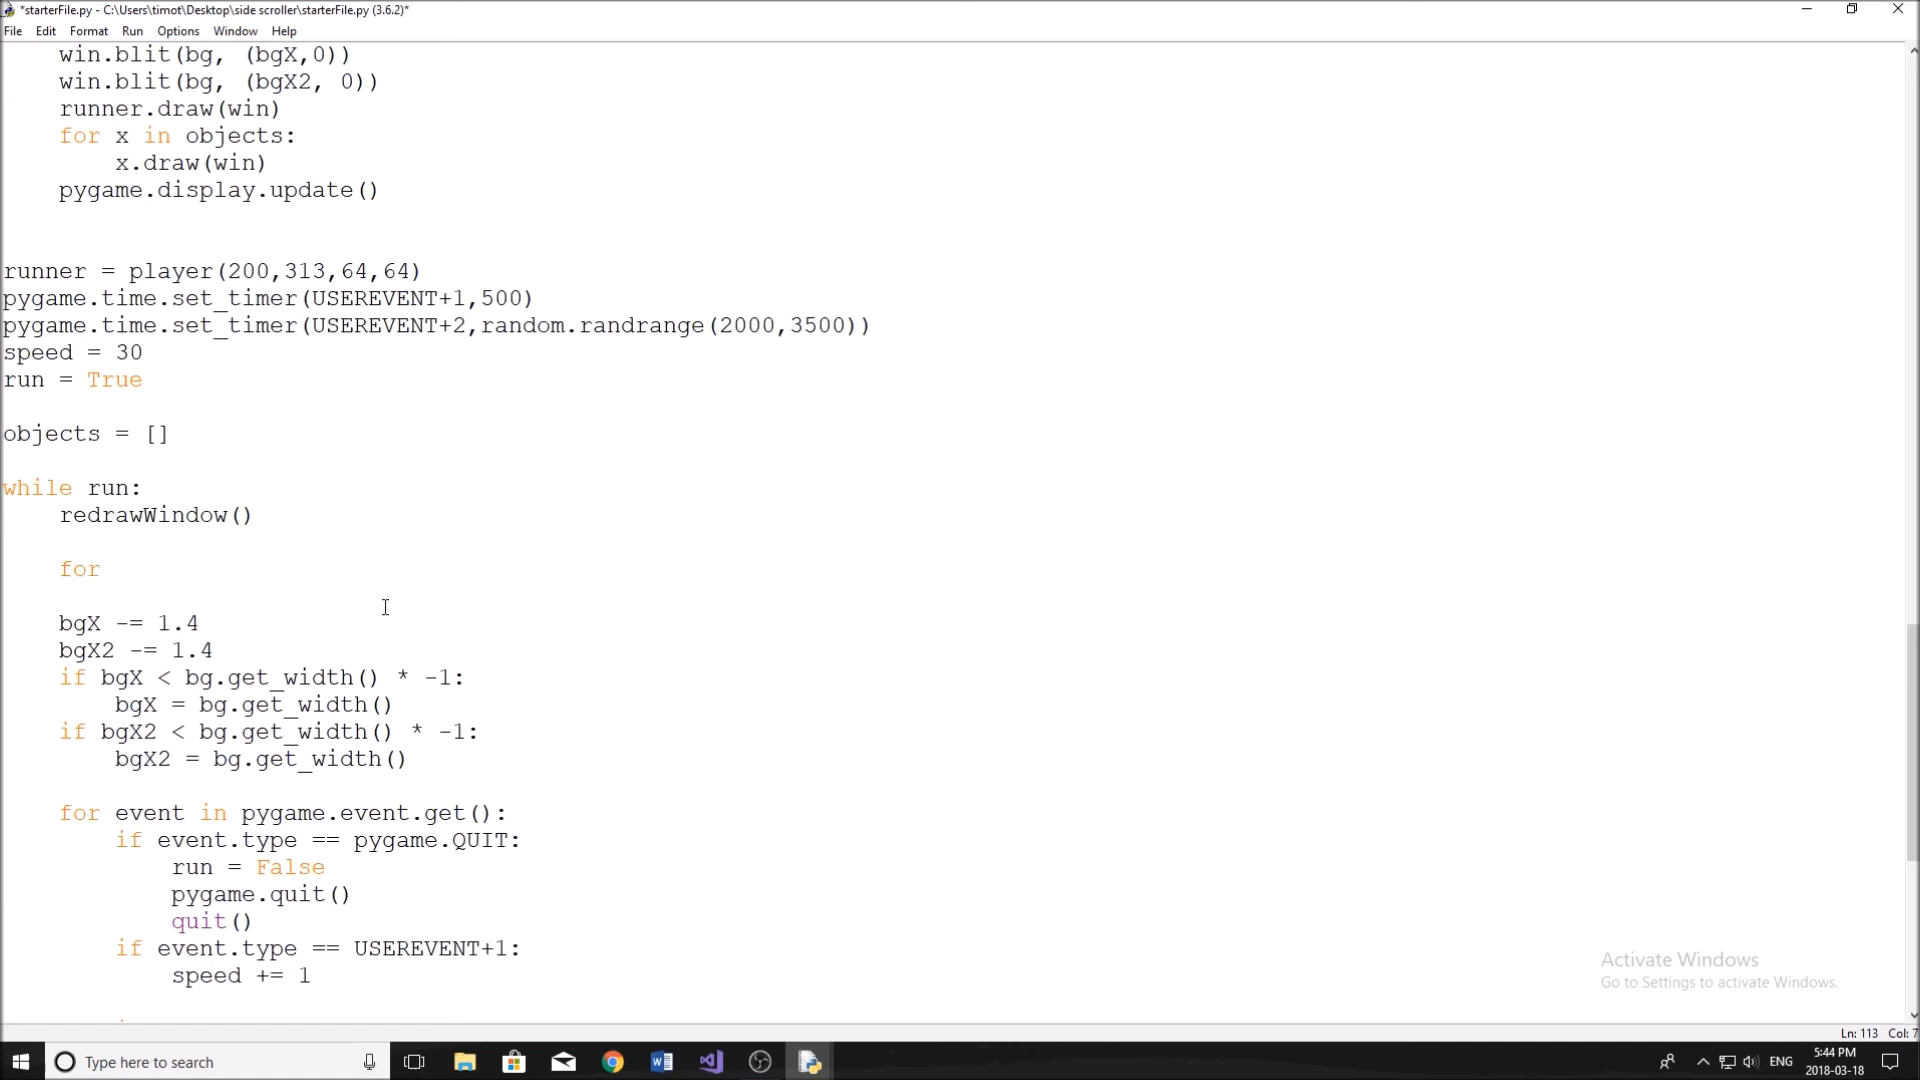 *starterFile.py - C:\Users\timot\Desktop\side scroller\starterFile.py (3.6.2)*
File Edit Format Run Options Window Help
win.blit(bg, (bgX,0))
win.blit(bg, (bgX2, 0))
runner.draw(win)
for x in objects:
x.draw(win)
pygame.display.update()
runner = player(200,313,64,64)
pygame.time.set_timer(USEREVENT+1,500)
pygame.time.set_timer(USEREVENT+2,random.randrange(2000,3500))
speed = 30
run = True
objects = []
while run:
redrawWindow()
for
bgX -= 1.4
bgX2 -= 1.4
if bgX < bg.get_width() * -1:
bgX = bg.get_width()
if bgX2 < bg.get_width() * -1:
bgX2 = bg.get_width()
for event in pygame.event.get():
if event.type == pygame.QUIT:
run = False
pygame.quit()
quit()
if event.type == USEREVENT+1:
speed += 1
Activate Windows
Go to Settings to activate Windows.
Ln: 113 Col: 7
Type here to search
ENG
5:44 PM
2018-03-18